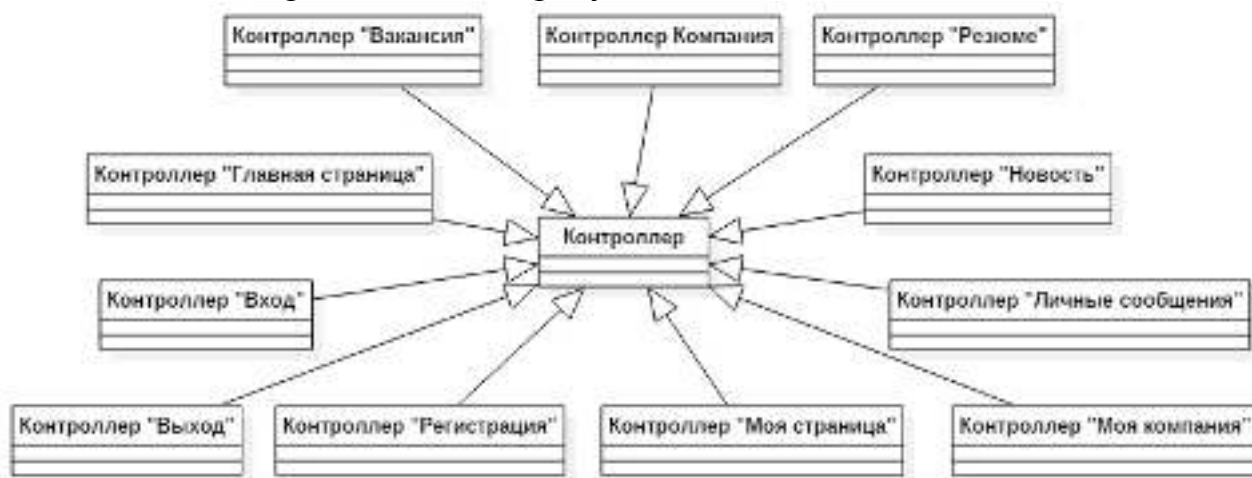 Контроллер "Вакансия"
Контроллер Компания
Контроллер "Резюме"
Контроллер "Главная страница"
Контроллер "Новость"
Контроллер
Контроллер "Вход"
Контроллер "Личные сообщения"
Контроллер "Выход"
Контроллер "Регистрация"
Контроллер "Моя страница"
Контроллер "Моя компания"